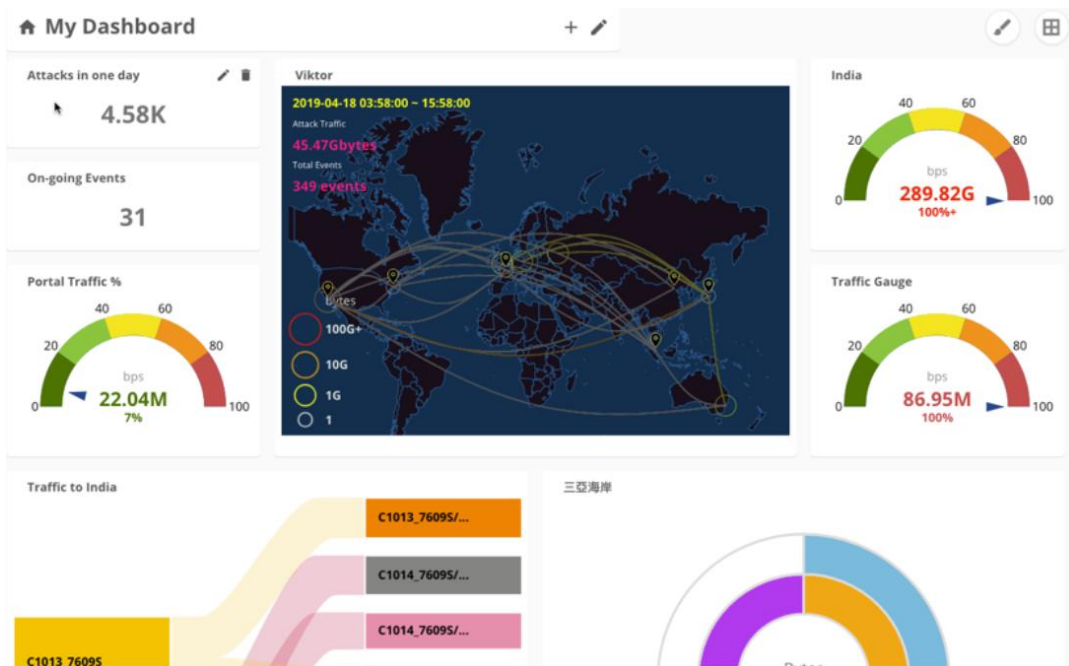 My Dashboard
Attacks in one day
4.58K
On-going Events
31
Portal Traffic %
0
20
40
60
80
100
bps
22.04M
7%
Viktor
2019-04-18 03:58:00 ~ 15:58:00
Attack Traffic
45.47Gbytes
Total Events
349 events
Bytes
100G+
10G
1G
1
India
0
20
40
60
80
100
bps
289.82G
100%+
Traffic Gauge
0
20
40
60
80
100
bps
86.95M
100%
Traffic to India
C1013_7609S
C1013_7609S/...
C1014_7609S/...
C1014_7609S/...
三亞海岸